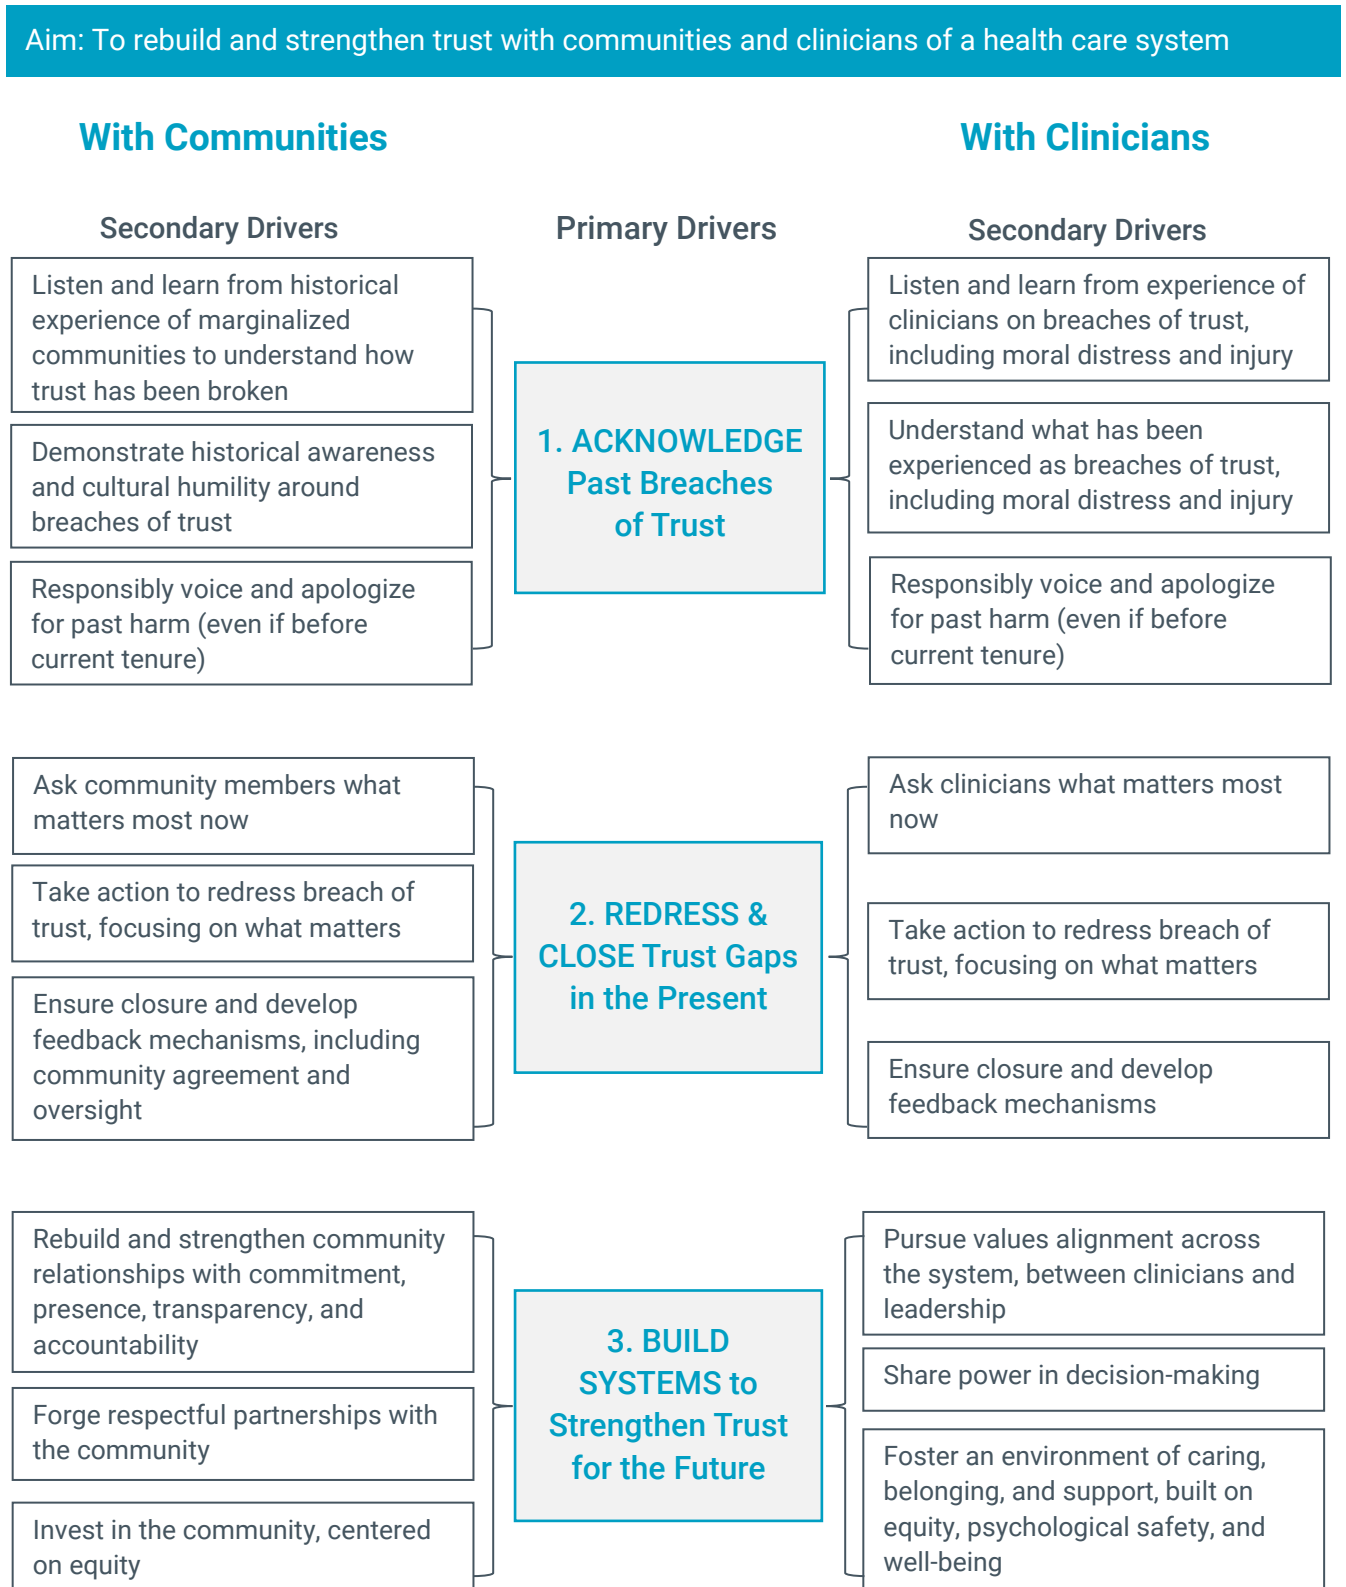 Aim: To rebuild and strengthen trust with communities and clinicians of a health care system
With Communities
With Clinicians
Secondary Drivers
Primary Drivers
Secondary Drivers
Listen and learn from historical
experience of marginalized
communities to understand how
trust has been broken
Demonstrate historical awareness
and cultural humility around
breaches of trust
Responsibly voice and apologize
for past harm (even if before
current tenure)
1. ACKNOWLEDGE
Past Breaches
of Trust
Listen and learn from experience of
clinicians on breaches of trust,
including moral distress and injury
Understand what has been
experienced as breaches of trust,
including moral distress and injury
Responsibly voice and apologize
for past harm (even if before
current tenure)
Ask community members what
matters most now
Take action to redress breach of
trust, focusing on what matters
Ensure closure and develop
feedback mechanisms, including
community agreement and
oversight
2. REDRESS &
CLOSE Trust Gaps
in the Present
Ask clinicians what matters most
now
Take action to redress breach of
trust, focusing on what matters
Ensure closure and develop
feedback mechanisms
Rebuild and strengthen community
relationships with commitment,
presence, transparency, and
accountability
Forge respectful partnerships with
the community
Invest in the community, centered
on equity
3. BUILD
SYSTEMS to
Strengthen Trust
for the Future
Pursue values alignment across
the system, between clinicians and
leadership
Share power in decision-making
Foster an environment of caring,
belonging, and support, built on
equity, psychological safety, and
well-being